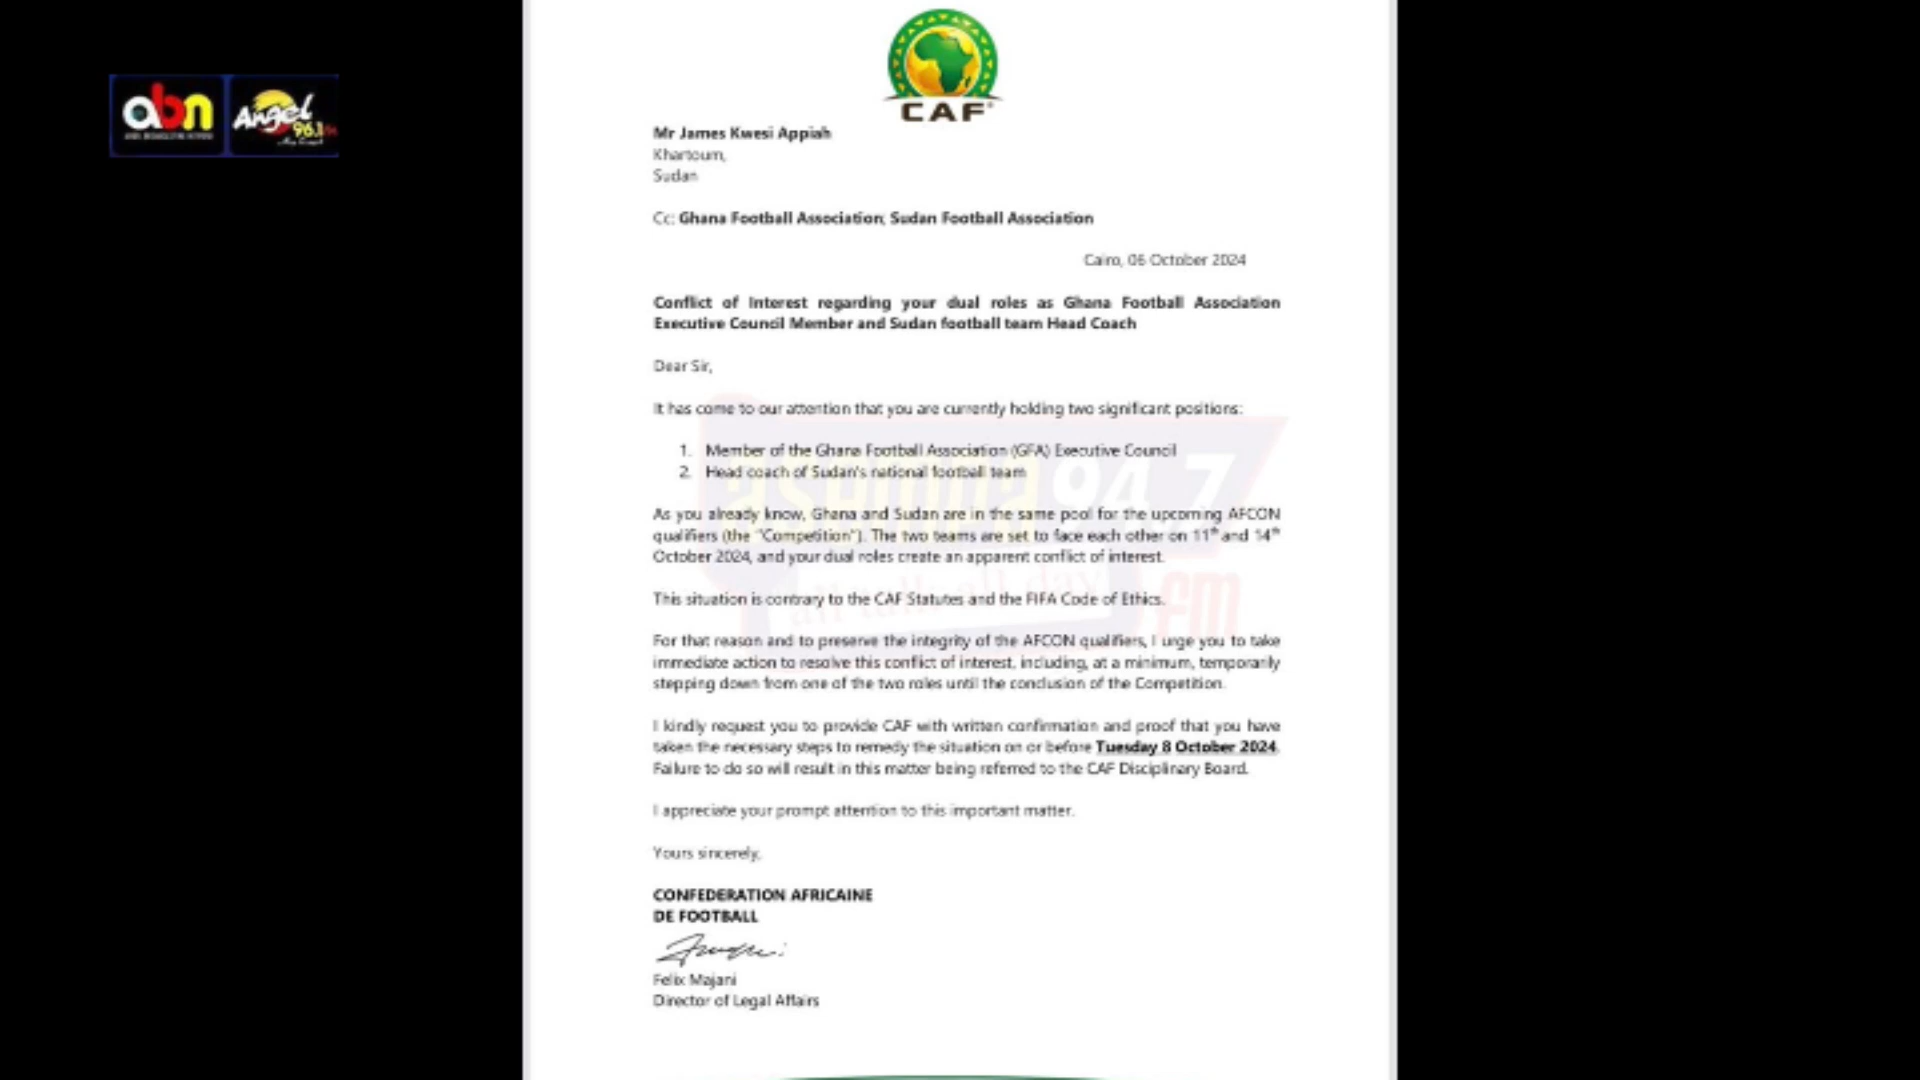 abn
Angel
96.1
CAF
Mr James Kwesi Appiah
Khartoum,
Sudan
Cc: Ghana Football Association; Sudan Football Association
Cairo, 06 October 2024
Conflict of Interest regarding your dual roles as Ghana Football Association
Executive Council Member and Sudan football team Head Coach
Dear Sir,
It has come to our attention that you are currently holding two significant positions:
1. Member of the Ghana Football Association (GFA) Executive Council
2. Head coach of Sudan's national football team
94.7
As you already know, Ghana and Sudan are in the same pool for the upcoming AFCON
qualifiers (the "Competition"). The two teams are set to face each other on 11th and 14th
October 2024, and your dual roles create an apparent conflict of interest.
fm
This situation is contrary to the CAF Statutes and the FIFA Code of Ethics.
For that reason and to preserve the integrity of the AFCON qualifiers, I urge you to take
immediate action to resolve this conflict of interest, including, at a minimum, temporarily
stepping down from one of the two roles until the conclusion of the Competition.
I kindly request you to provide CAF with written confirmation and proof that you have
taken the necessary steps to remedy the situation on or before Tuesday 8 October 2024.
Failure to do so will result in this matter being referred to the CAF Disciplinary Board.
I appreciate your prompt attention to this important matter.
Yours sincerely,
CONFEDERATION AFRICAINE
DE FOOTBALL
Felix Majani
Director of Legal Affairs